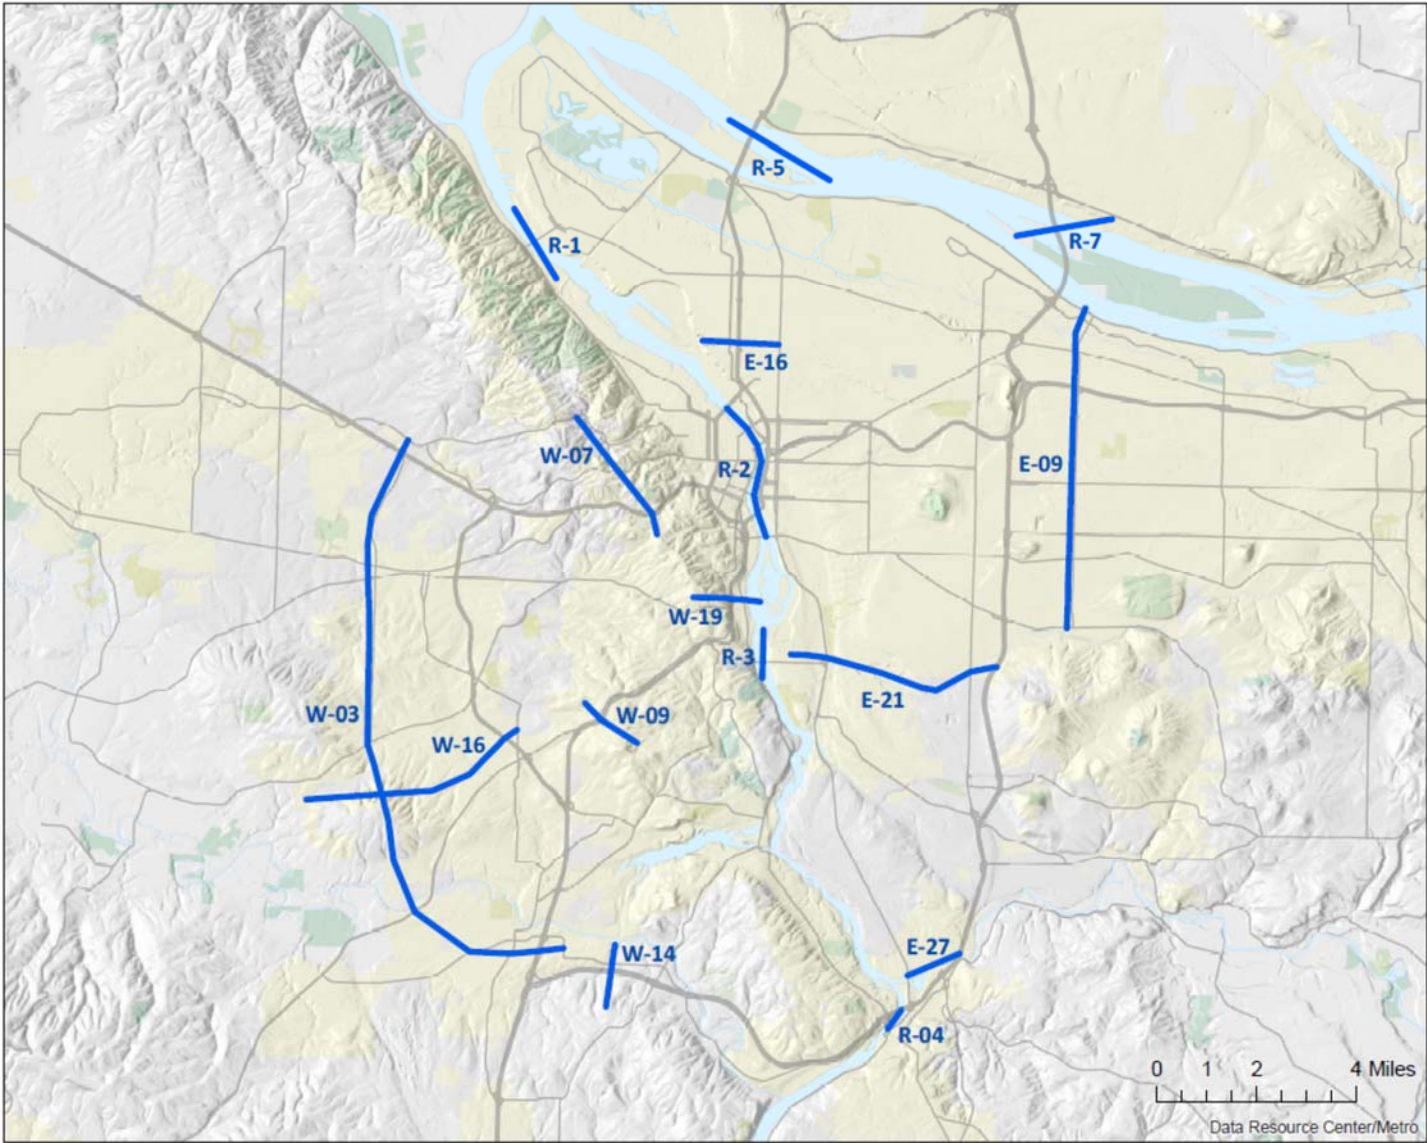 R-5
R-1
R-7
E-16
W-07
R-2
E-09
W-19
R-3
E-21
W-03
W-09
W-16
E-27
W-14
R-04
0 1 2 4 Miles
Data Resource Center/Metro